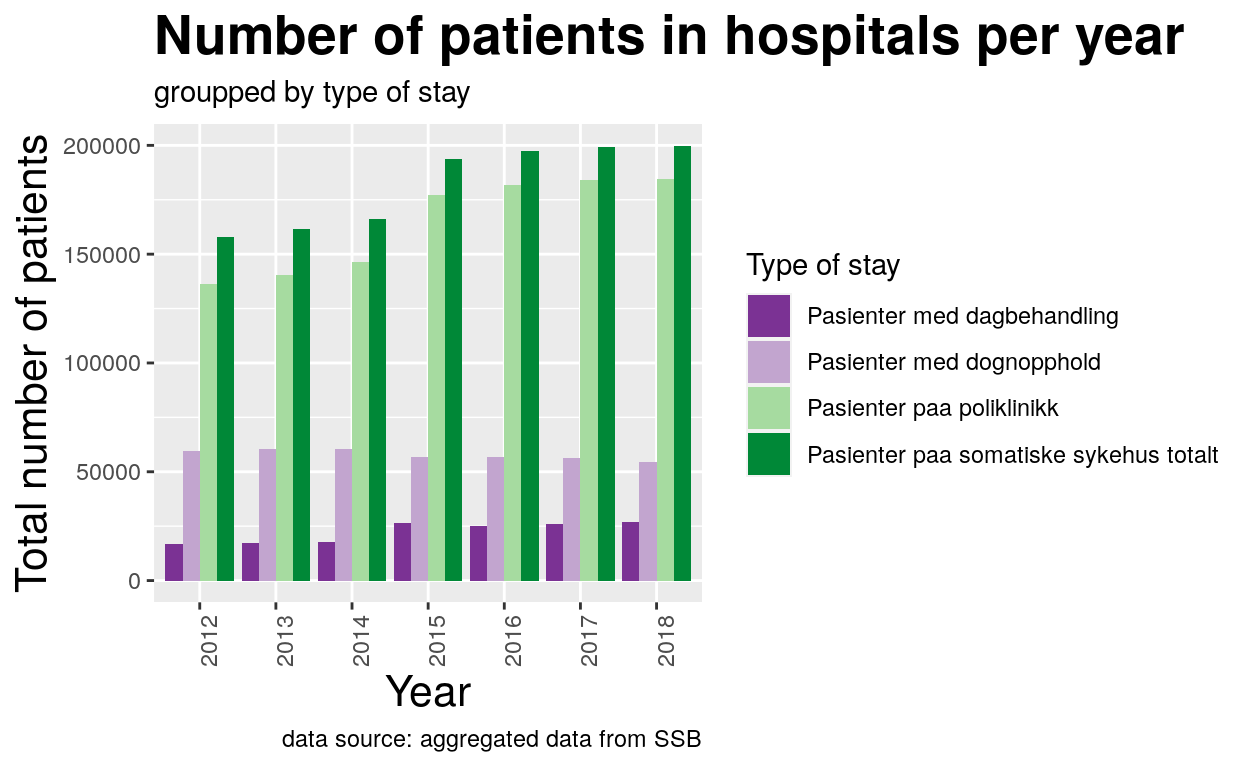 Number of patients in hospitals per year
groupped by type of stay
Total number of patients
200000
150000
100000
50000
0
2012
2013
2014
2015
2016
2017
2018
Year
data source: aggregated data from SSB
Type of stay
Pasienter med dagbehandling
Pasienter med dognopphold
Pasienter paa poliklinikk
Pasienter paa somatiske sykehus totalt